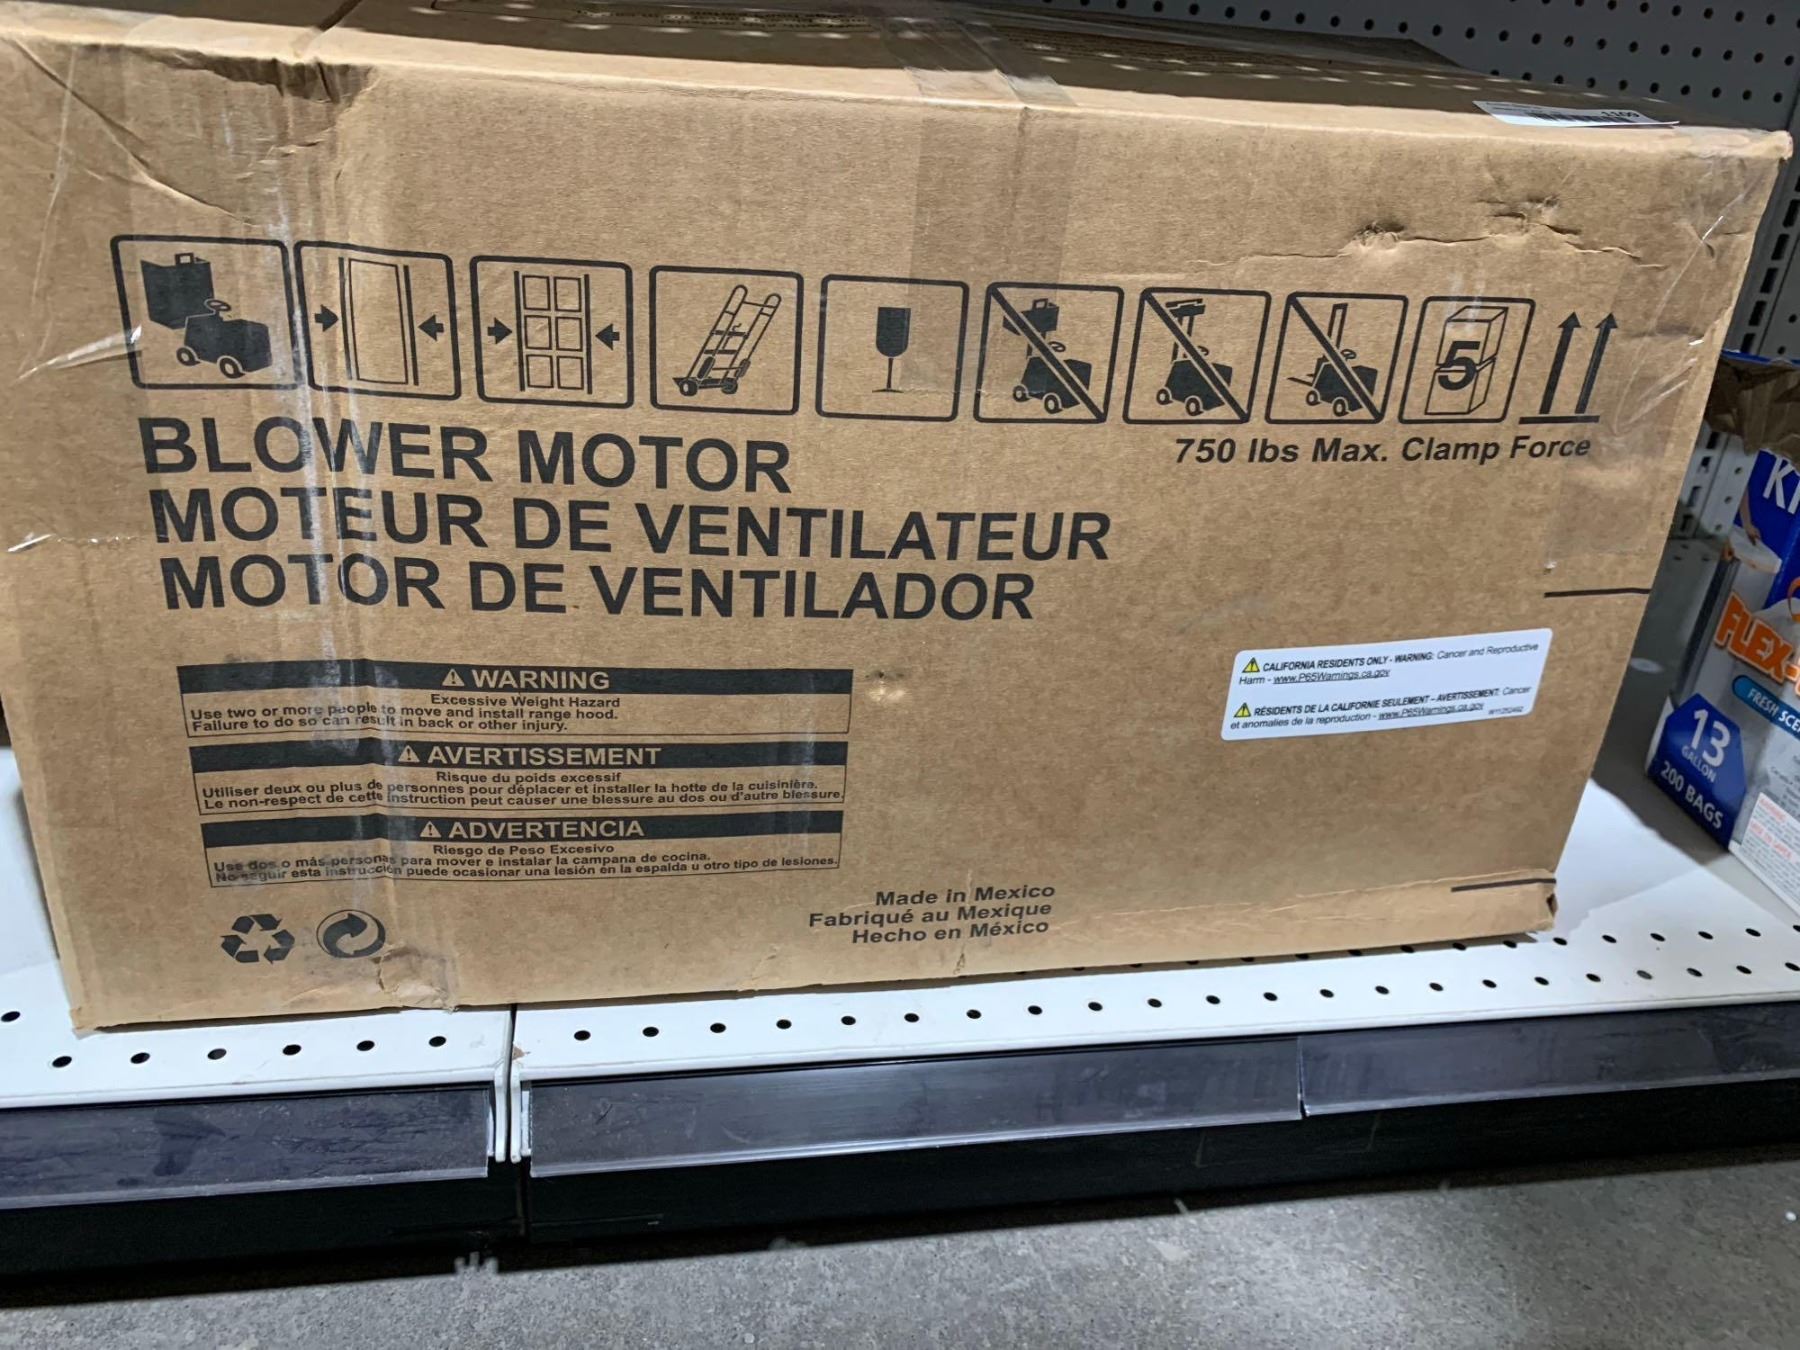 5
750 lbs Max. Clamp Force
BLOWER MOTOR
MOTEUR DE VENTILATEUR
MOTOR DE VENTILADOR
WARNING
Excessive Weight Hazard
Use two or more people to move and install range hood.
Failure to do so can result in back or other injury.
AVERTISSEMENT
Risque du poids excessif
Utiliser deux ou plus de personnes pour déplacer et installer la hotte de la cuisinière.
Le non-respect de cette instruction peut causer une blessure au dos ou d'autre blessure.
ADVERTENCIA
Riesgo de Peso Excesivo
Use dos o más personas para mover e instalar la campana de cocina.
No seguir esta instrucción puede ocasionar una lesión en la espalda u otro tipo de lesiones.
Made in Mexico
Fabriqué au Mexique
Hecho en México
CALIFORNIA RESIDENTS ONLY - WARNING: Cancer and Reproductive
Harm - www.P65Warnings.ca.gov
RÉSIDENTS DE LA CALIFORNIE SEULEMENT – AVERTISSEMENT: Cancer
et anomalies de la reproduction - www.P65Warnings.ca.gov
KI
FLEX-
FRESH SCE
13
GALLON
200 BAGS